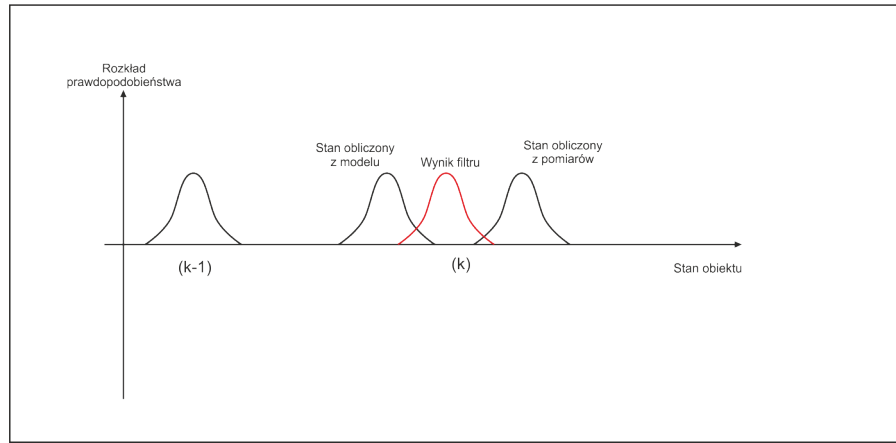 Rozkład
prawdopodobieństwa
Stan obliczony
z modelu
Wynik filtru
Stan obliczony
z pomiarów
(k-1)
(k)
Stan obiektu